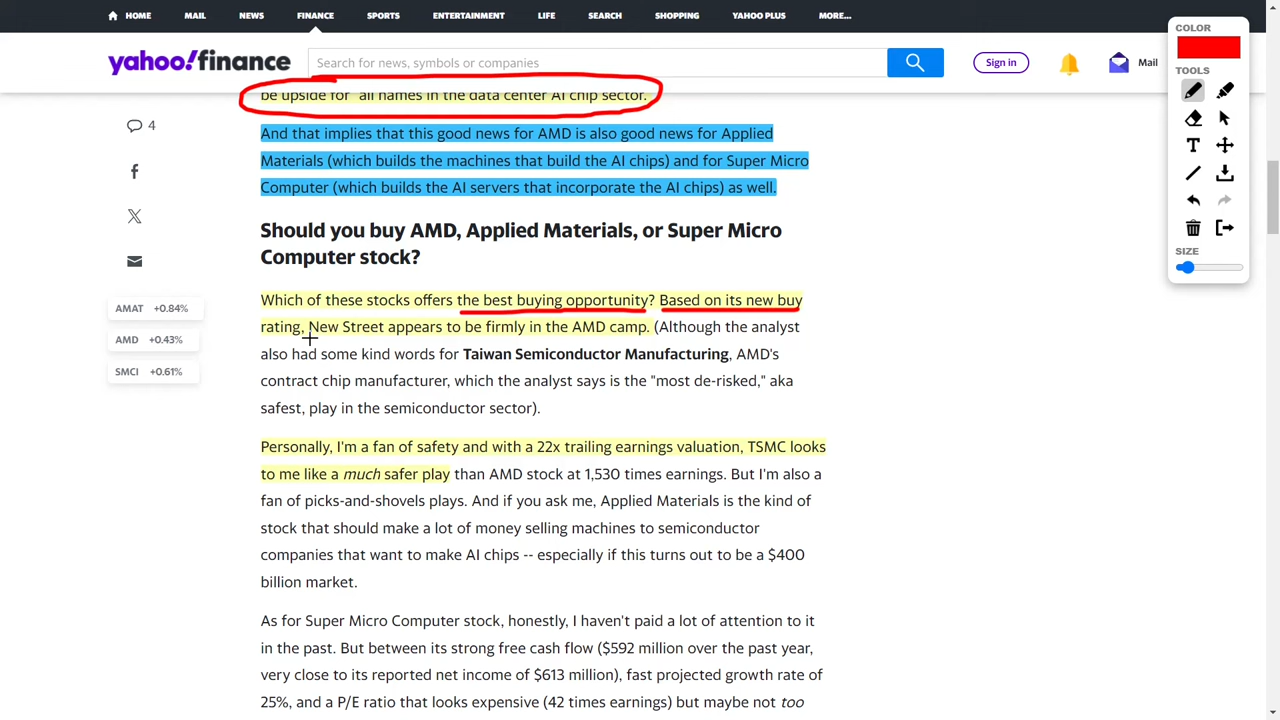 HOME MAIL NEWS FINANCE SPORTS ENTERTAINMENT LIFE SEARCH SHOPPING YAHOO PLUS MORE...
yahoo!finance
Search for news, symbols or companies
Sign in
Mail
COLOR
TOOLS
T
SIZE
be upside for "all names in the data center AI chip sector."
4
And that implies that this good news for AMD is also good news for Applied
Materials (which builds the machines that build the AI chips) and for Super Micro
Computer (which builds the AI servers that incorporate the AI chips) as well.
Should you buy AMD, Applied Materials, or Super Micro
Computer stock?
AMAT +0.84%
AMD +0.43%
SMCI +0.61%
Which of these stocks offers the best buying opportunity? Based on its new buy
rating, New Street appears to be firmly in the AMD camp. (Although the analyst
also had some kind words for Taiwan Semiconductor Manufacturing, AMD's
contract chip manufacturer, which the analyst says is the "most de-risked," aka
safest, play in the semiconductor sector).
Personally, I'm a fan of safety and with a 22x trailing earnings valuation, TSMC looks
to me like a much safer play than AMD stock at 1,530 times earnings. But I'm also a
fan of picks-and-shovels plays. And if you ask me, Applied Materials is the kind of
stock that should make a lot of money selling machines to semiconductor
companies that want to make AI chips -- especially if this turns out to be a $400
billion market.
As for Super Micro Computer stock, honestly, I haven't paid a lot of attention to it
in the past. But between its strong free cash flow ($592 million over the past year,
very close to its reported net income of $613 million), fast projected growth rate of
25%, and a P/E ratio that looks expensive (42 times earnings) but maybe not too